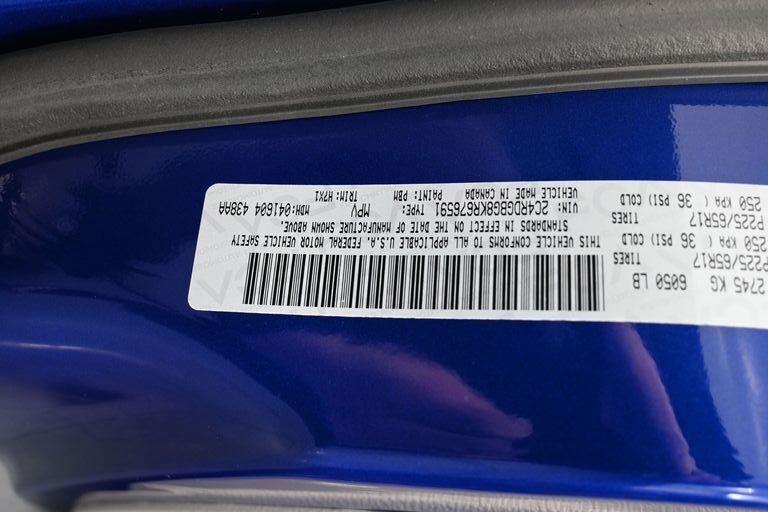 2745 KG
6050 LB
P225/65R17
TIRES
250 KPA ( 36 PSI) COLD
P225/65R17
TIRES
250 KPA ( 36 PSI) COLD
THIS VEHICLE CONFORMS TO ALL APPLICABLE U.S.A. FEDERAL MOTOR VEHICLE SAFETY
STANDARDS IN EFFECT ON THE DATE OF MANUFACTURE SHOWN ABOVE.
VIN: 2C4RDGBG8KR676591 TYPE: MPV MDH:041604 438AA
VEHICLE MADE IN CANADA PAINT: PBM TRIM: H7X1